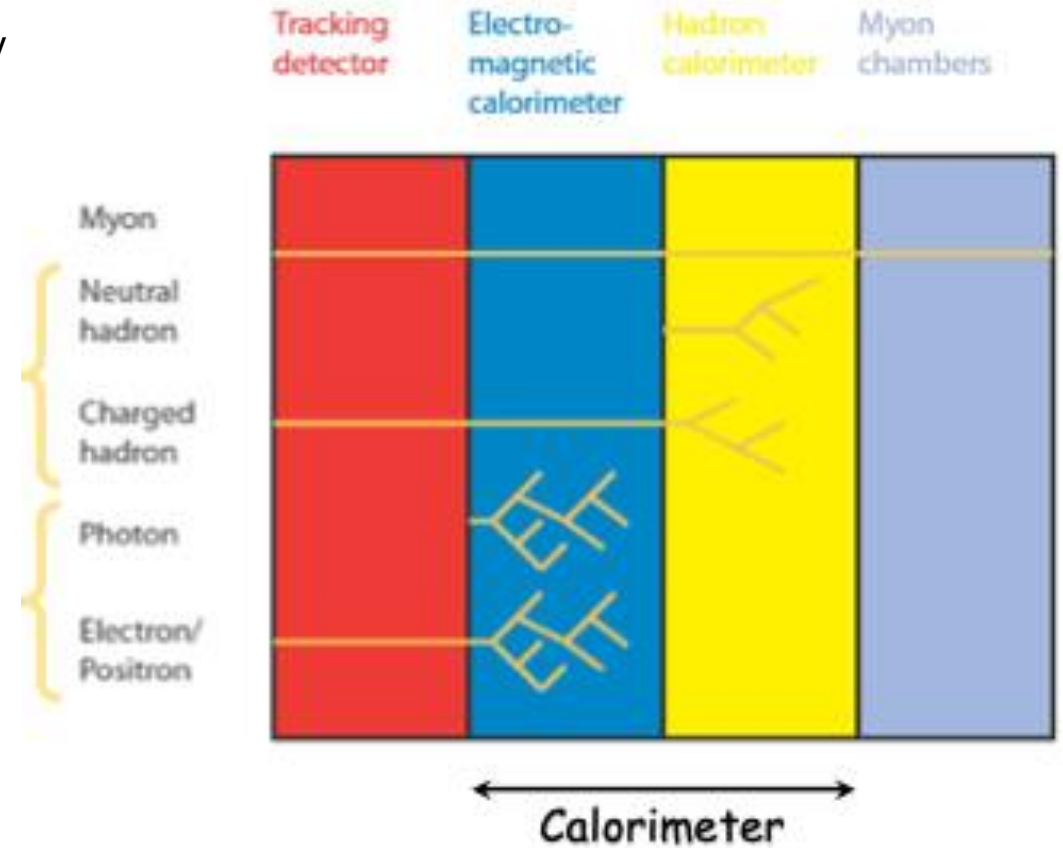 Tracking
detector
Electro-
magnetic
calorimeter
Hadron
calorimeter
Myon
chambers
Myon
Neutral
hadron
Charged
hadron
Photon
Electron/
Positron
Calorimeter